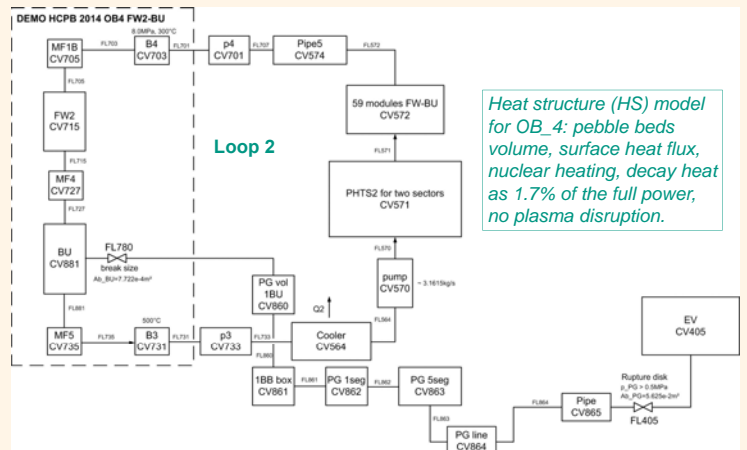 DEMO HCPB 2014 OB4 FW2-BU
8.0MPa, 300°C
MF1B
CV705
FL703
B4
CV703
FL701
p4
CV701
FL707
Pipe5
CV574
FL572
FL705
FW2
CV715
59 modules FW-BU
CV572
Heat structure (HS) model
for OB_4: pebble beds
volume, surface heat flux,
nuclear heating, decay heat
as 1.7% of the full power,
no plasma disruption.
Loop 2
FL571
FL715
MF4
CV727
PHTS2 for two sectors
CV571
FL727
BU
CV881
FL780
break size
Ab_BU=7.722e-4m²
FL570
PG vol
1BU
CV860
pump
CV570
~ 3.1615kg/s
Q2
FL881
500°C
FL564
EV
CV405
MF5
CV735
FL735
B3
CV731
FL731
p3
CV733
FL733
Cooler
CV564
FL860
Rupture disk
p_PG > 0.5MPa
Ab_PG=5.625e-2m²
1BB box
CV861
FL861
PG 1seg
CV862
FL862
PG 5seg
CV863
FL864
Pipe
CV865
FL405
FL863
PG line
CV864